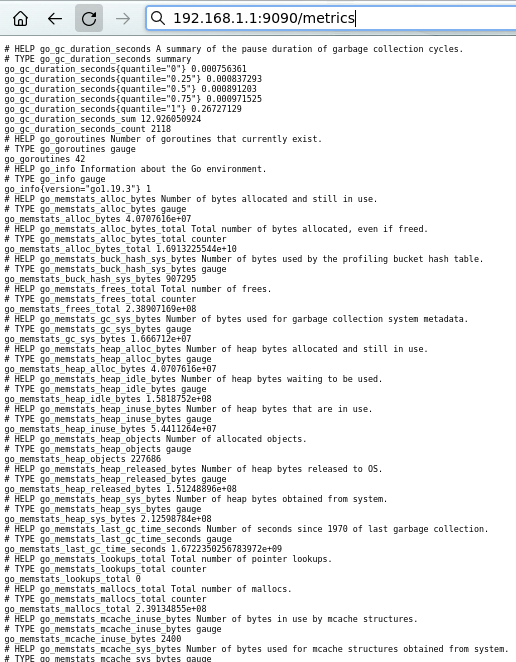 192.168.1.1:9090/metrics
# HELP go_gc_duration_seconds A summary of the pause duration of garbage collection cycles.
# TYPE go_gc_duration_seconds summary
go_gc_duration_seconds{quantile="0"} 0.000756361
go_gc_duration_seconds{quantile="0.25"} 0.000837293
go_gc_duration_seconds{quantile="0.5"} 0.000891203
go_gc_duration_seconds{quantile="0.75"} 0.000971525
go_gc_duration_seconds{quantile="1"} 0.26727129
go_gc_duration_seconds_sum 12.926050924
go_gc_duration_seconds_count 2118
# HELP go_goroutines Number of goroutines that currently exist.
# TYPE go_goroutines gauge
go_goroutines 42
# HELP go_info Information about the Go environment.
# TYPE go_info gauge
go_info{version="go1.19.3"} 1
# HELP go_memstats_alloc_bytes Number of bytes allocated and still in use.
# TYPE go_memstats_alloc_bytes gauge
go_memstats_alloc_bytes 4.0707616e+07
# HELP go_memstats_alloc_bytes_total Total number of bytes allocated, even if freed.
# TYPE go_memstats_alloc_bytes_total counter
go_memstats_alloc_bytes_total 1.6913225544e+10
# HELP go_memstats_buck_hash_sys_bytes Number of bytes used by the profiling bucket hash table.
# TYPE go_memstats_buck_hash_sys_bytes gauge
go_memstats_buck_hash_sys_bytes 907295
# HELP go_memstats_frees_total Total number of frees.
# TYPE go_memstats_frees_total counter
go_memstats_frees_total 2.38907169e+08
# HELP go_memstats_gc_sys_bytes Number of bytes used for garbage collection system metadata.
# TYPE go_memstats_gc_sys_bytes gauge
go_memstats_gc_sys_bytes 1.666712e+07
# HELP go_memstats_heap_alloc_bytes Number of heap bytes allocated and still in use.
# TYPE go_memstats_heap_alloc_bytes gauge
go_memstats_heap_alloc_bytes 4.0707616e+07
# HELP go_memstats_heap_idle_bytes Number of heap bytes waiting to be used.
# TYPE go_memstats_heap_idle_bytes gauge
go_memstats_heap_idle_bytes 1.5818752e+08
# HELP go_memstats_heap_inuse_bytes Number of heap bytes that are in use.
# TYPE go_memstats_heap_inuse_bytes gauge
go_memstats_heap_inuse_bytes 5.4411264e+07
# HELP go_memstats_heap_objects Number of allocated objects.
# TYPE go_memstats_heap_objects gauge
go_memstats_heap_objects 227686
# HELP go_memstats_heap_released_bytes Number of heap bytes released to OS.
# TYPE go_memstats_heap_released_bytes gauge
go_memstats_heap_released_bytes 1.51248896e+08
# HELP go_memstats_heap_sys_bytes Number of heap bytes obtained from system.
# TYPE go_memstats_heap_sys_bytes gauge
go_memstats_heap_sys_bytes 2.12598784e+08
# HELP go_memstats_last_gc_time_seconds Number of seconds since 1970 of last garbage collection.
# TYPE go_memstats_last_gc_time_seconds gauge
go_memstats_last_gc_time_seconds 1.6722350256783972e+09
# HELP go_memstats_lookups_total Total number of pointer lookups.
# TYPE go_memstats_lookups_total counter
go_memstats_lookups_total 0
# HELP go_memstats_mallocs_total Total number of mallocs.
# TYPE go_memstats_mallocs_total counter
go_memstats_mallocs_total 2.39134855e+08
# HELP go_memstats_mcache_inuse_bytes Number of bytes in use by mcache structures.
# TYPE go_memstats_mcache_inuse_bytes gauge
go_memstats_mcache_inuse_bytes 2400
# HELP go_memstats_mcache_sys_bytes Number of bytes used for mcache structures obtained from system.
# TYPE go_memstats_mcache_sys_bytes gauge